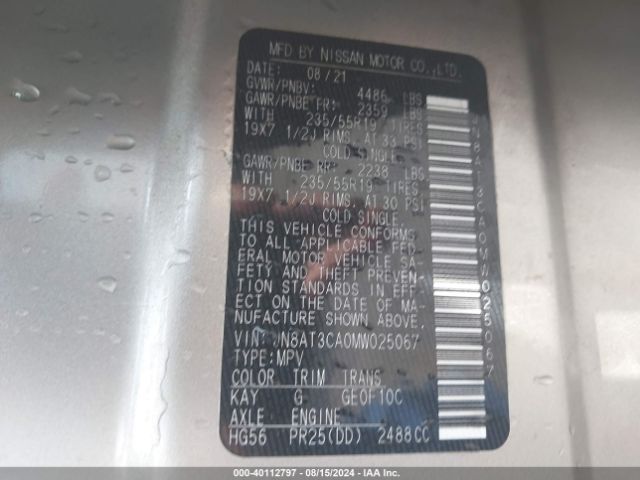 MFD BY NISSAN MOTOR CO.,LTD.
DATE: 08/21
GVWR/PNBV: 4486 LBS
GAWR/PNBE FR: 2359 LBS
WITH 235/55R19 TIRES
19X7 1/2J RIMS, AT 33 PSI
COLD SINGLE
GAWR/PNBE RR: 2238 LBS
WITH 235/55R19 TIRES
19X7 1/2J RIMS, AT 30 PSI
COLD SINGLE
THIS VEHICLE CONFORMS
TO ALL APPLICABLE FED
ERAL MOTOR VEHICLE SA-
FETY AND THEFT PREVEN
TION STANDARDS IN EFF
ECT ON THE DATE OF MA-
NUFACTURE SHOWN ABOVE.
VIN: JN8AT3CA0MW025067
TYPE: MPV
COLOR TRIM TRANS
KAY G GE0F10C
AXLE ENGINE
HG56 PR25(DD) 2488CC
JN8AT3CA0MW025067
000-40112797 - 08/15/2024 - IAA Inc.